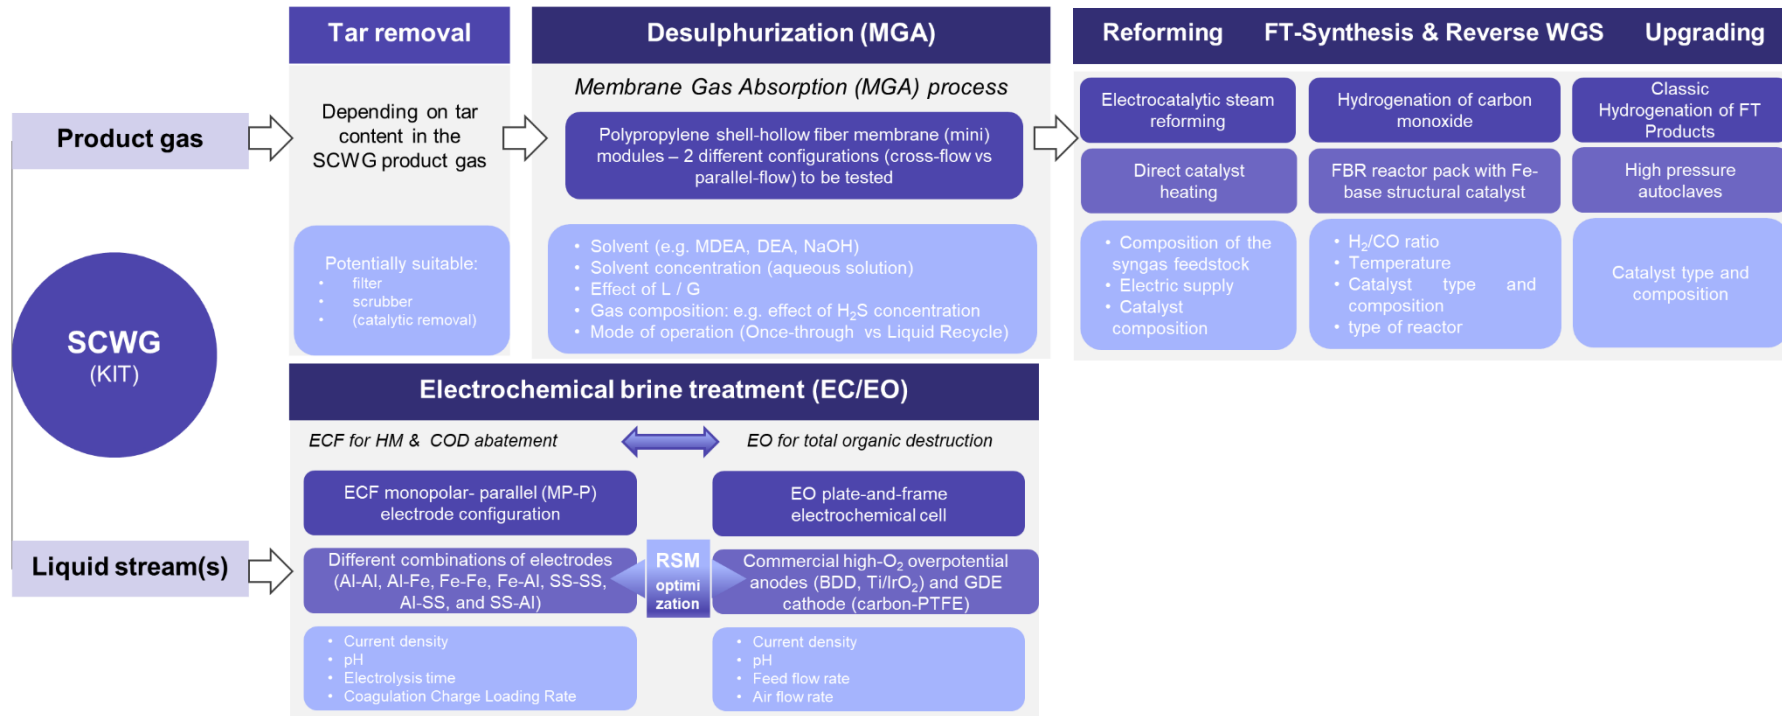 Tar removal
Desulphurization (MGA)
Reforming
FT-Synthesis & Reverse WGS
Upgrading
Product gas
Depending on tar
content in the
SCWG product gas
Potentially suitable:
• filter
• scrubber
• (catalytic removal)
Membrane Gas Absorption (MGA) process
Polypropylene shell-hollow fiber membrane (mini)
modules – 2 different configurations (cross-flow vs
parallel-flow) to be tested
• Solvent (e.g. MDEA, DEA, NaOH)
• Solvent concentration (aqueous solution)
• Effect of L / G
• Gas composition: e.g. effect of H₂S concentration
• Mode of operation (Once-through vs Liquid Recycle)
Electrocatalytic steam
reforming
Direct catalyst
heating
• Composition of the
syngas feedstock
• Electric supply
• Catalyst
composition
Hydrogenation of carbon
monoxide
FBR reactor pack with Fe-
base structural catalyst
• H₂/CO ratio
• Temperature
• Catalyst type and
composition
• type of reactor
Classic
Hydrogenation of FT
Products
High pressure
autoclaves
Catalyst type and
composition
SCWG
(KIT)
Liquid stream(s)
Electrochemical brine treatment (EC/EO)
ECF for HM & COD abatement
EO for total organic destruction
ECF monopolar- parallel (MP-P)
electrode configuration
Different combinations of electrodes
(Al-Al, Al-Fe, Fe-Fe, Fe-Al, SS-SS,
Al-SS, and SS-Al)
• Current density
• pH
• Electrolysis time
• Coagulation Charge Loading Rate
RSM
optimi
zation
EO plate-and-frame
electrochemical cell
Commercial high-O₂ overpotential
anodes (BDD, Ti/IrO₂) and GDE
cathode (carbon-PTFE)
• Current density
• pH
• Feed flow rate
• Air flow rate